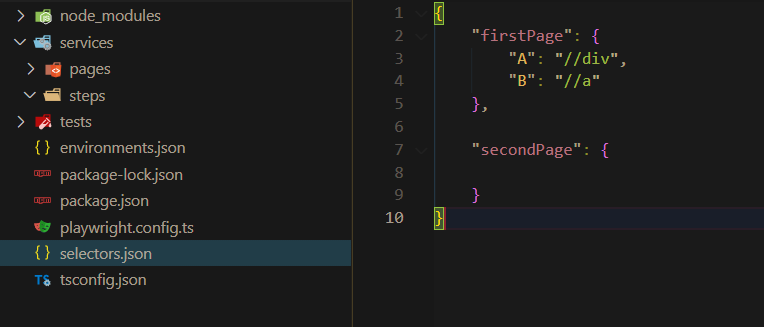 node_modules
services
pages
steps
tests
environments.json
package-lock.json
package.json
playwright.config.ts
selectors.json
TS tsconfig.json
1 {
2 "firstPage": {
3 "A": "//div",
4 "B": "//a"
5 },
6
7 "secondPage": {
8
9 }
10 }